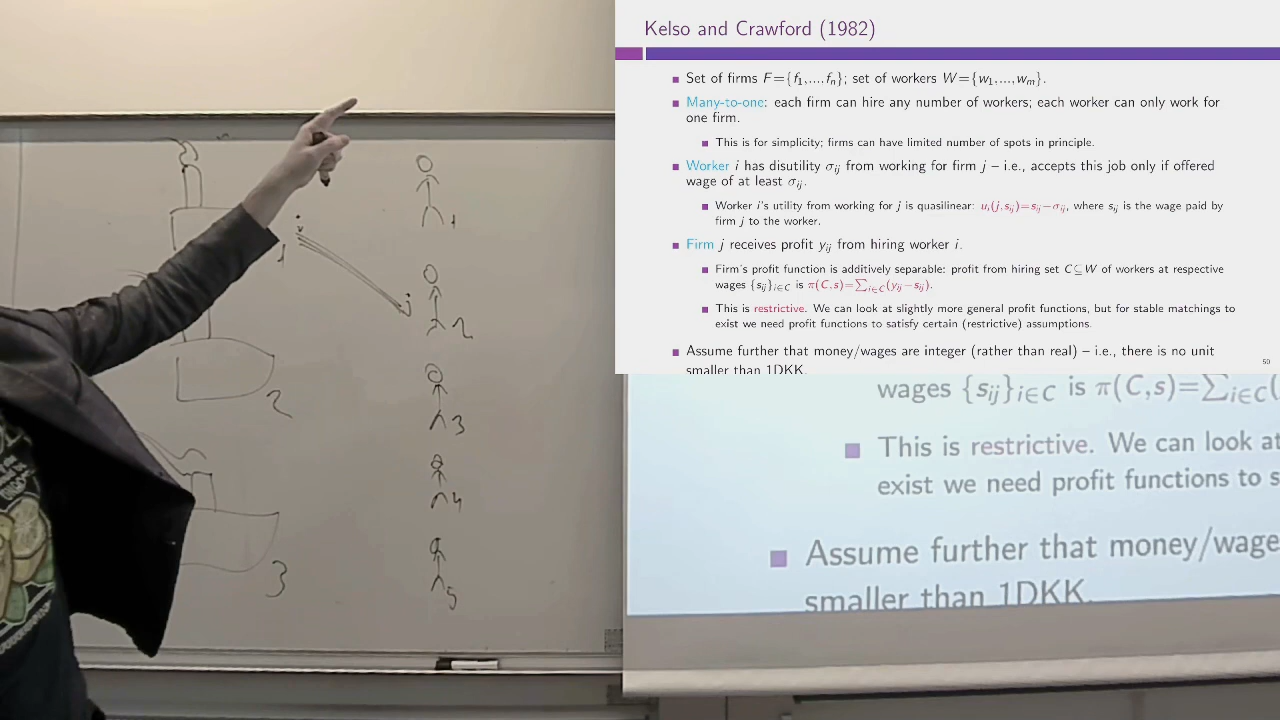 Kelso and Crawford (1982)
■ Set of firms F={f₁,....fₙ}; set of workers W={w₁,...,wₘ}.
■ Many-to-one: each firm can hire any number of workers; each worker can only work for
one firm.
■ This is for simplicity; firms can have limited number of spots in principle.
■ Worker i has disutility σᵢⱼ from working for firm j – i.e., accepts this job only if offered
wage of at least σᵢⱼ.
■ Worker i's utility from working for j is quasilinear: uᵢ(j,sᵢⱼ)=sᵢⱼ−σᵢⱼ, where sᵢⱼ is the wage paid by
firm j to the worker.
■ Firm j receives profit yᵢⱼ from hiring worker i.
■ Firm's profit function is additively separable: profit from hiring set C⊆W of workers at respective
wages {sᵢⱼ}ᵢ∈C is π(C,s)=∑ᵢ∈C(yᵢⱼ−sᵢⱼ).
■ This is restrictive. We can look at slightly more general profit functions, but for stable matchings to
exist we need profit functions to satisfy certain (restrictive) assumptions.
■ Assume further that money/wages are integer (rather than real) – i.e., there is no unit
smaller than 1DKK.
50
wages {sᵢⱼ}ᵢ∈C is π(C,s)=∑ᵢ∈C(
■ This is restrictive. We can look at
exist we need profit functions to s
■ Assume further that money/wage
smaller than 1DKK.
1
i
1
j
2
2
3
4
3
5